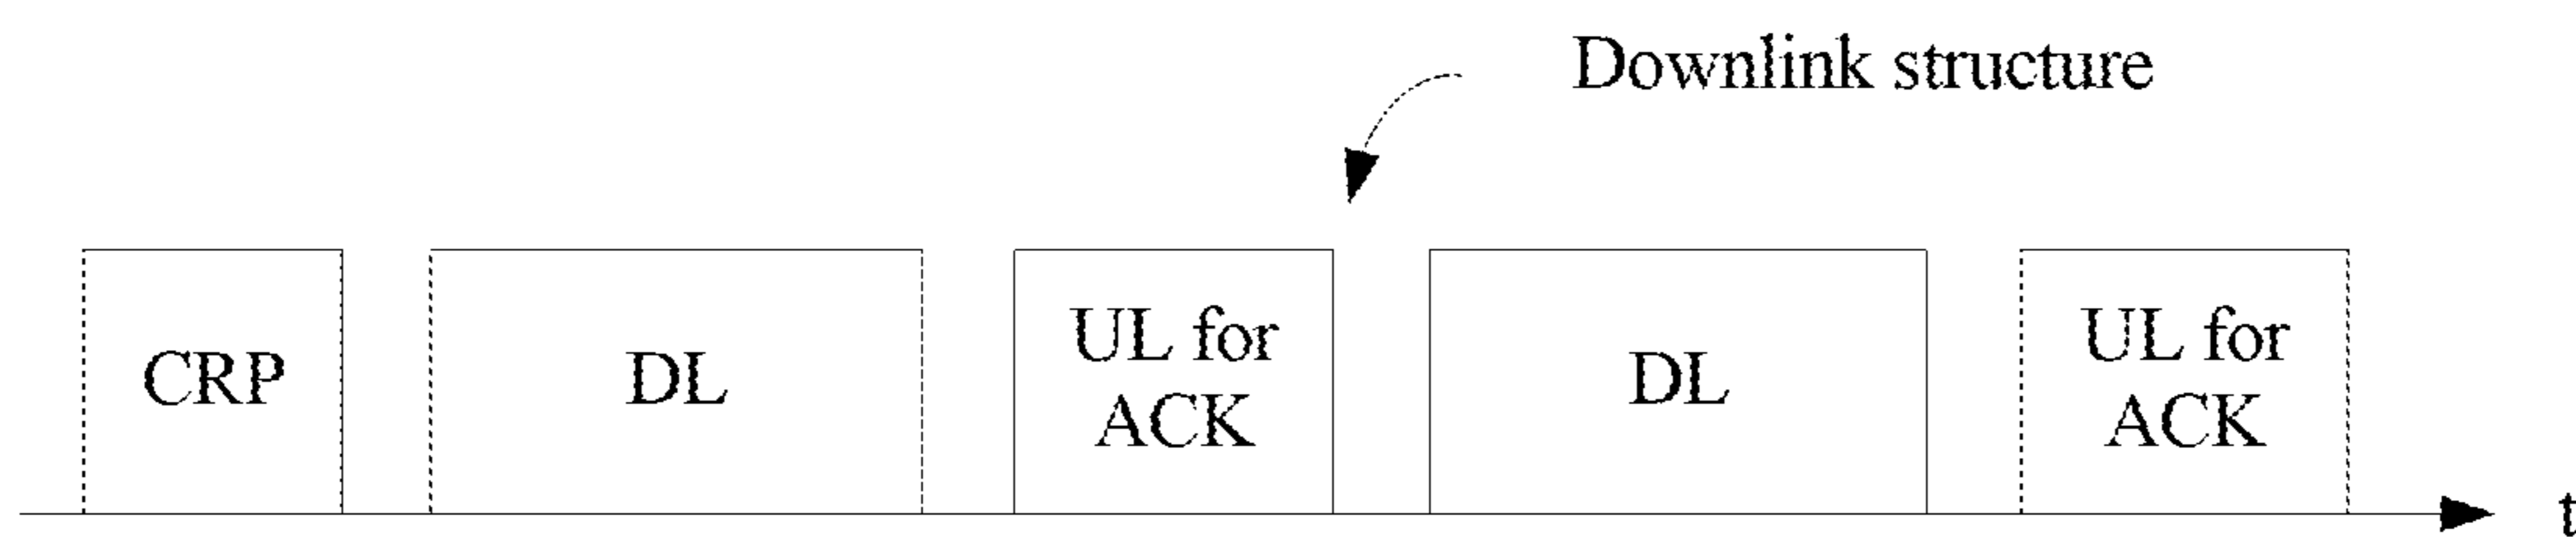 Downlink structure
CRP
DL
UL for
ACK
DL
UL for
ACK
t